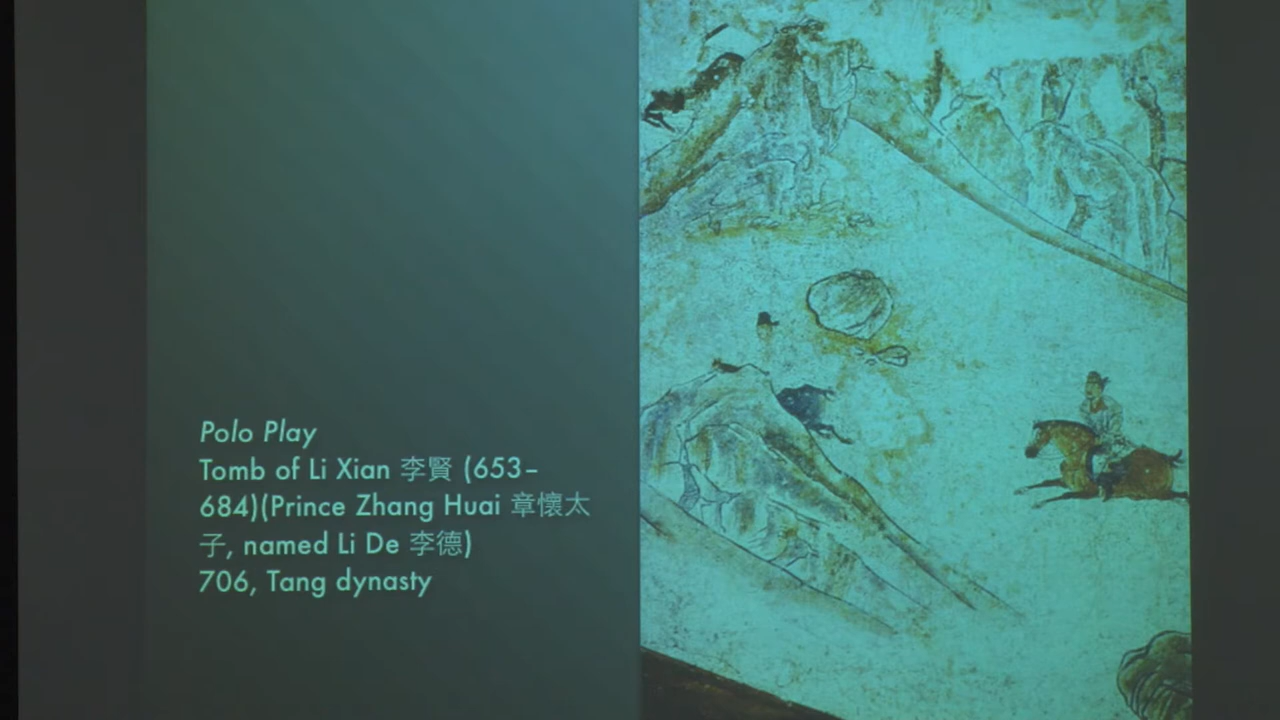 Polo Play
Tomb of Li Xian 李賢 (653–
684)(Prince Zhang Huai 章懷太
子, named Li De 李德)
706, Tang dynasty